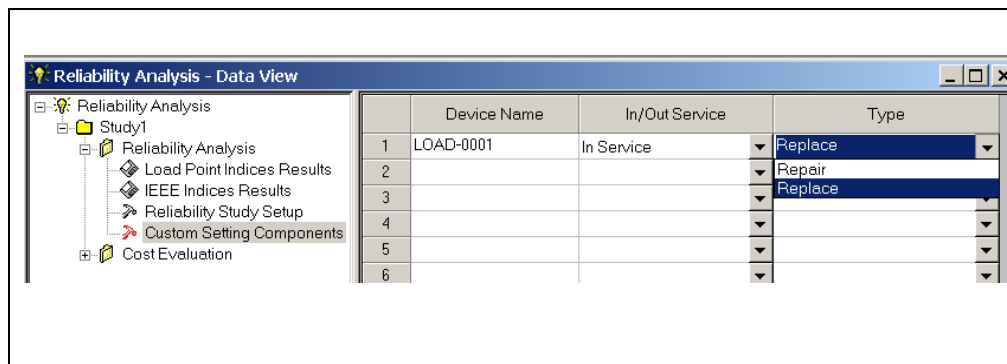 Reliability Analysis - Data View
Reliability Analysis
Study1
Reliability Analysis
Load Point Indices Results
IEEE Indices Results
Reliability Study Setup
Custom Setting Components
Cost Evaluation
Device Name In/Out Service Type
1 LOAD-0001 In Service Replace
2 Repair
3 Replace
4
5
6